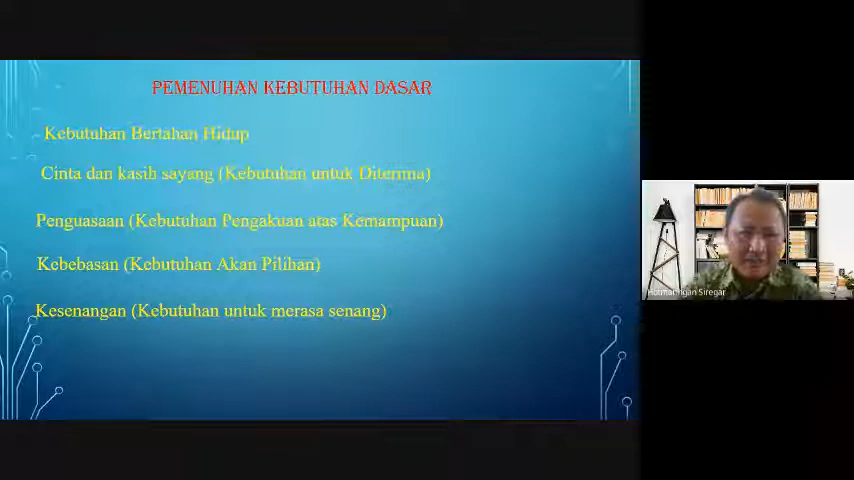 PEMENUHAN KEBUTUHAN DASAR
Kebutuhan Bertahan Hidup
Cinta dan kasih sayang (Kebutuhan untuk Diterima)
Penguasaan (Kebutuhan Pengakuan atas Kemampuan)
Kebebasan (Kebutuhan Akan Pilihan)
Kesenangan (Kebutuhan untuk merasa senang)
Siregar